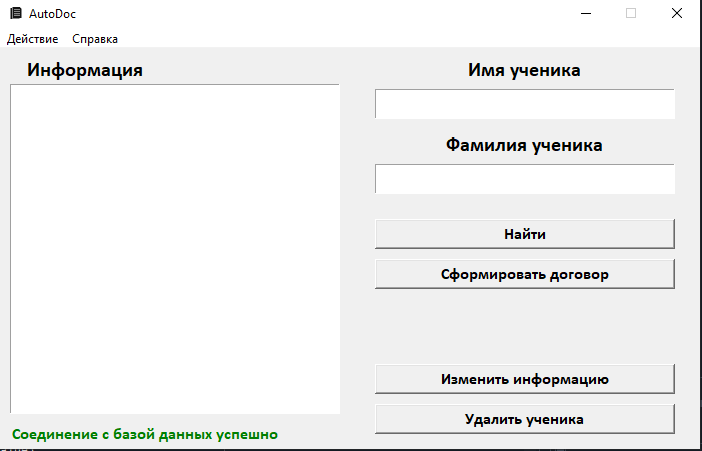 AutoDoc
Действие Справка
Информация
Имя ученика
Фамилия ученика
Найти
Сформировать договор
Изменить информацию
Удалить ученика
Соединение с базой данных успешно